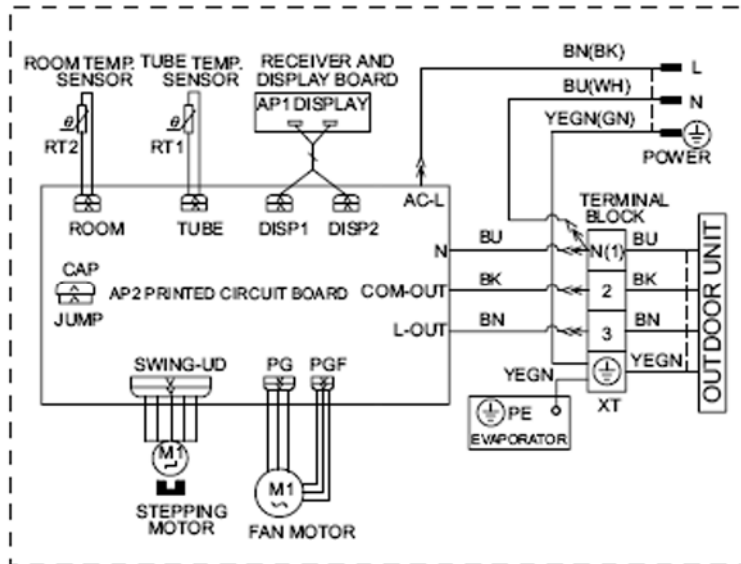 ROOM TEMP. SENSOR
TUBE TEMP. SENSOR
RECEIVER AND DISPLAY BOARD
AP1 DISPLAY
BN(BK)
L
BU(WH)
N
YEGN(GN)
POWER
θ
RT2
θ
RT1
ROOM
TUBE
DISP1
DISP2
AC-L
TERMINAL BLOCK
N
BU
N(1)
BU
CAP
JUMP
AP2 PRINTED CIRCUIT BOARD
COM-OUT
BK
2
BK
L-OUT
BN
3
BN
OUTDOOR UNIT
SWING-UD
PG
PGF
YEGN
YEGN
XT
PE
EVAPORATOR
M1
STEPPING MOTOR
M1
FAN MOTOR